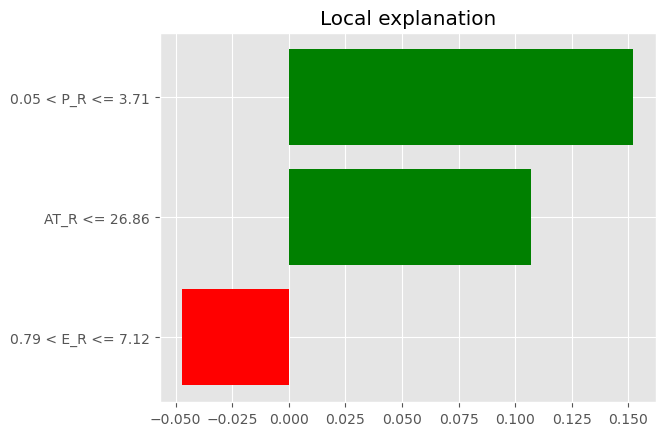 Local explanation
0.05 < P_R <= 3.71
AT_R <= 26.86
0.79 < E_R <= 7.12
−0.050 −0.025 0.000 0.025 0.050 0.075 0.100 0.125 0.150